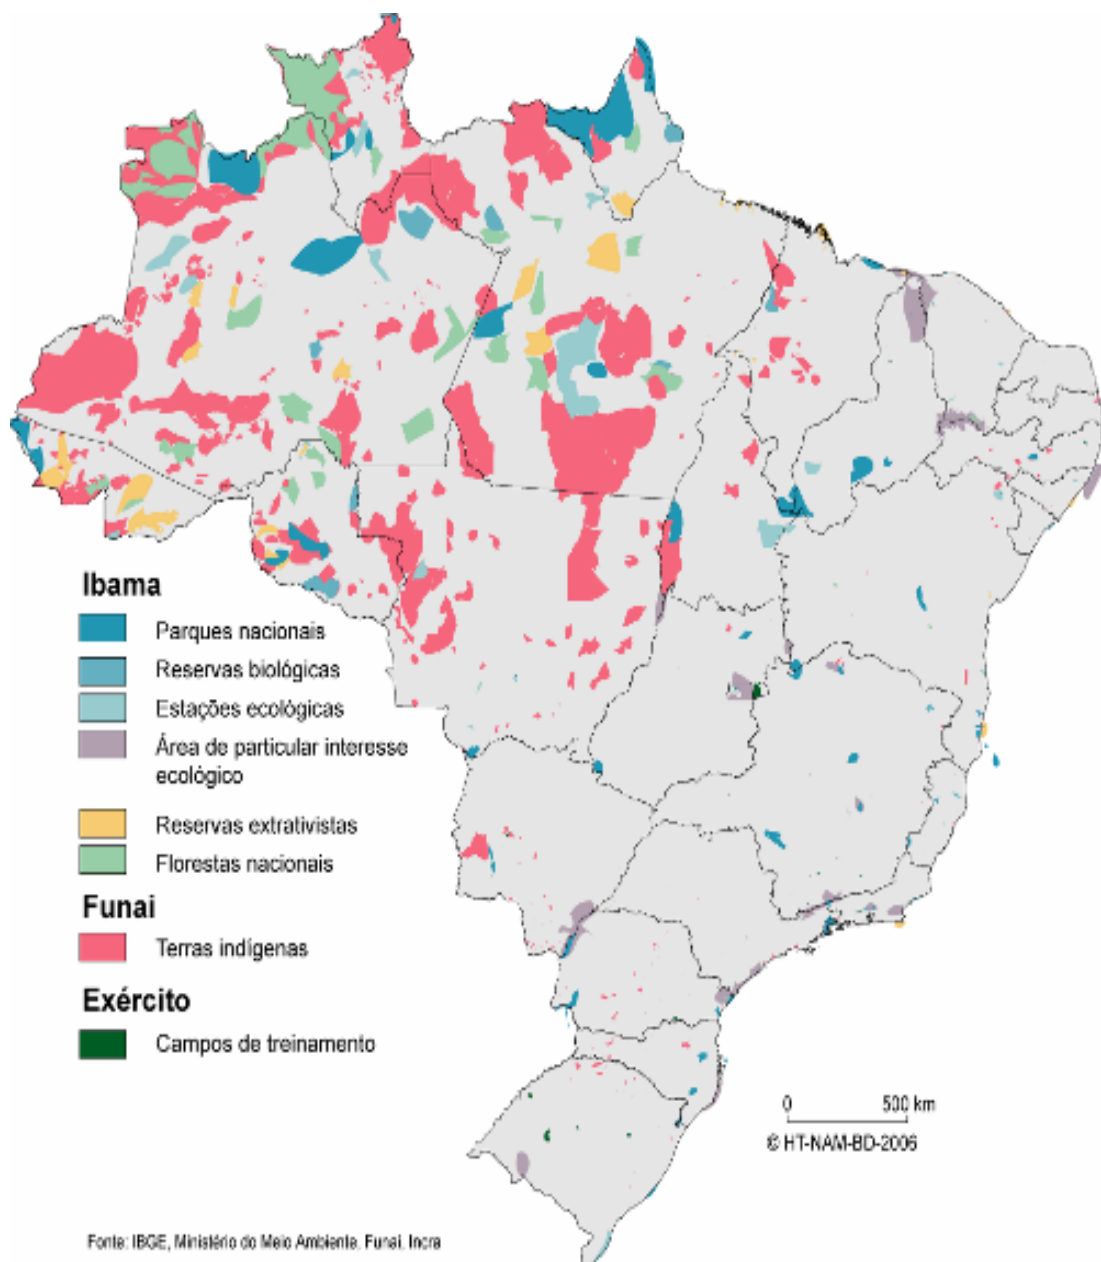 Ibama
Parques nacionais
Reservas biológicas
Estações ecológicas
Área de particular interesse
ecológico
Reservas extrativistas
Florestas nacionais
Funai
Terras indígenas
Exército
Campos de treinamento
0 500 km
© HT-NAM-BD-2006
Fonte: IBGE, Ministério do Meio Ambiente, Funai, Incra